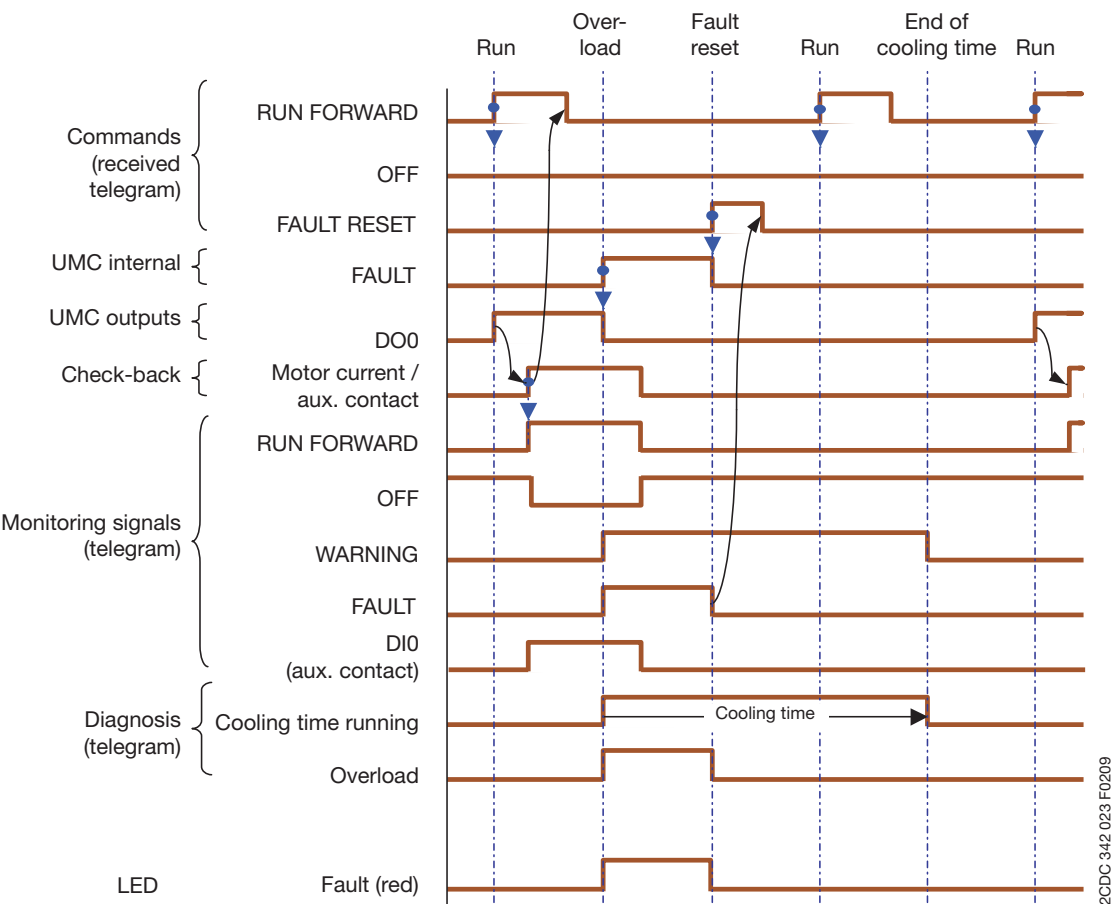 Run
Over-
load
Fault
reset
Run
End of
cooling time
Run
Commands
(received
telegram)
RUN FORWARD
OFF
FAULT RESET
UMC internal
FAULT
UMC outputs
DO0
Check-back
Motor current /
aux. contact
Monitoring signals
(telegram)
RUN FORWARD
OFF
WARNING
FAULT
DI0
(aux. contact)
Diagnosis
(telegram)
Cooling time running
Cooling time
Overload
LED
Fault (red)
2CDC 342 023 F0209